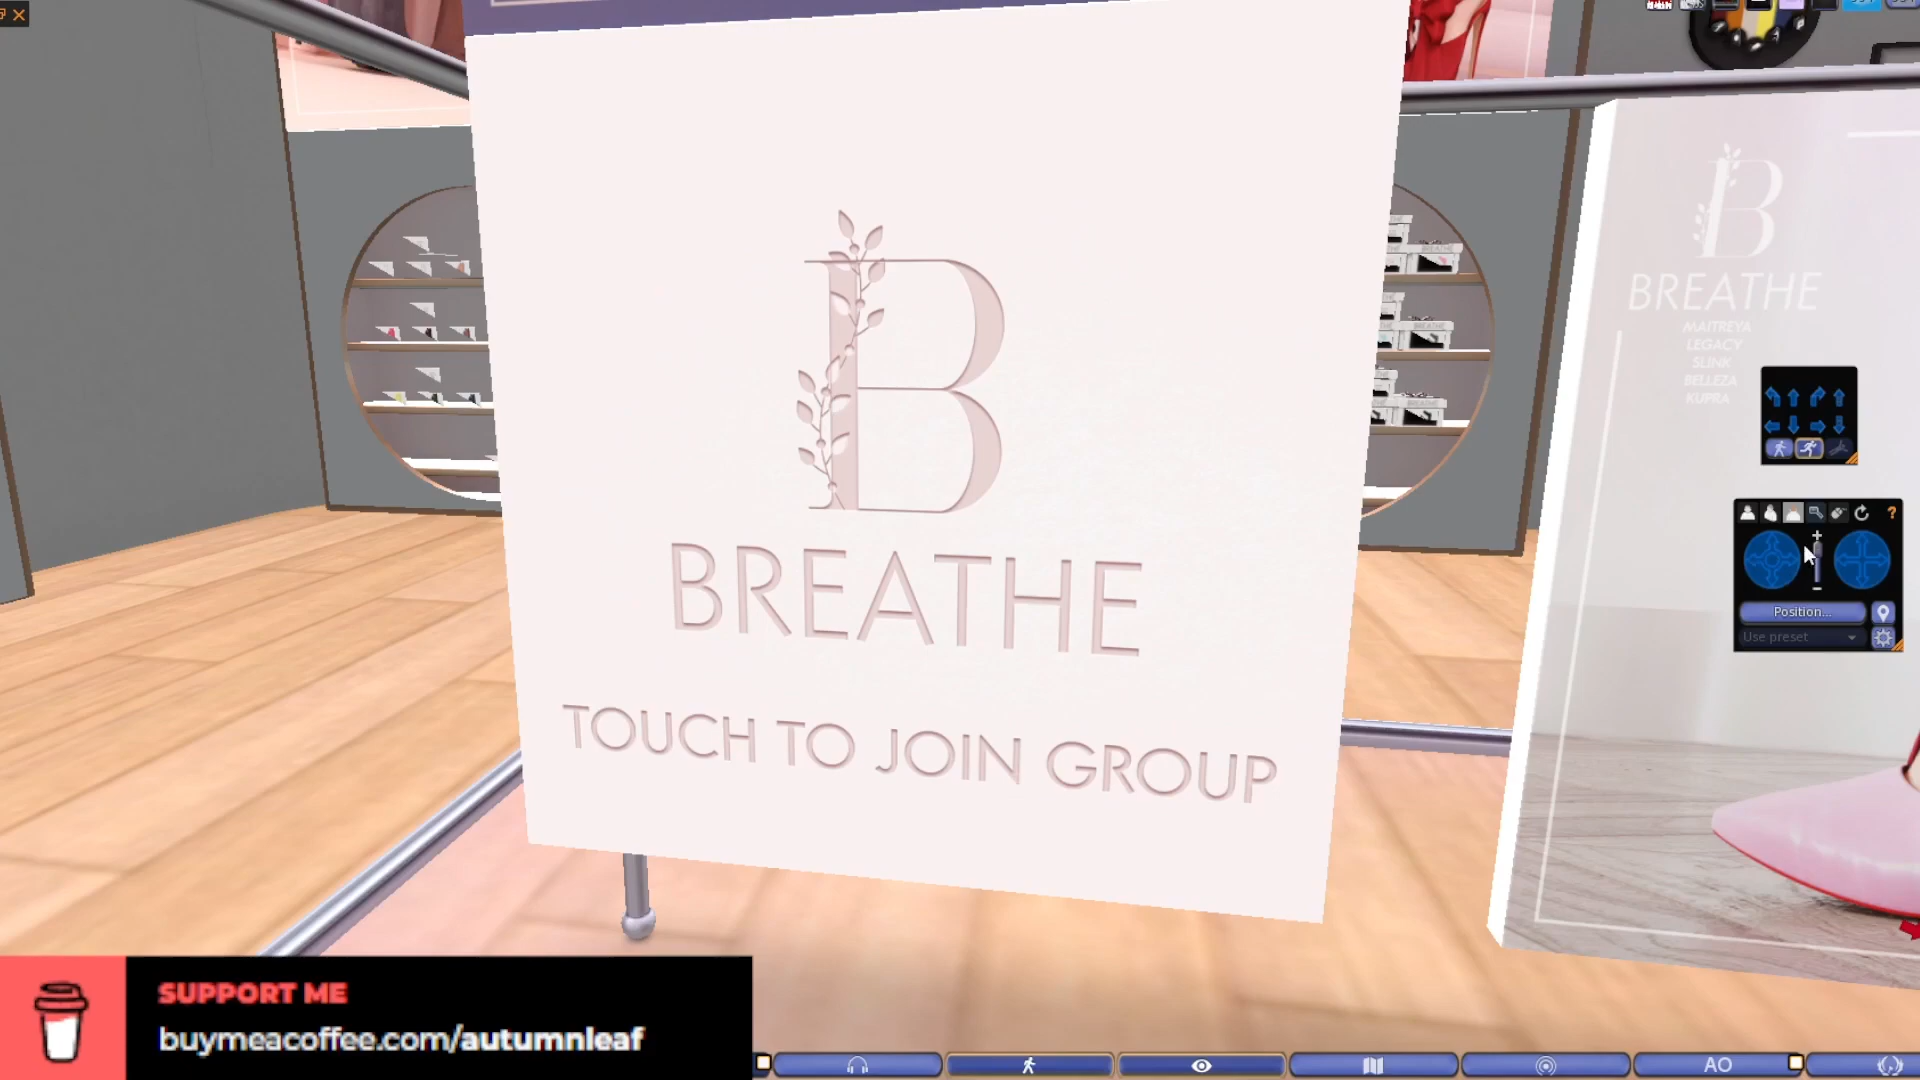 B
BREATHE
TOUCH TO JOIN GROUP
B
BREATHE
MAITREYA
LEGACY
SLINK
BELLEZA
KUPRA
Position...
Use preset
SUPPORT ME
buymeacoffee.com/autumnleaf
AO